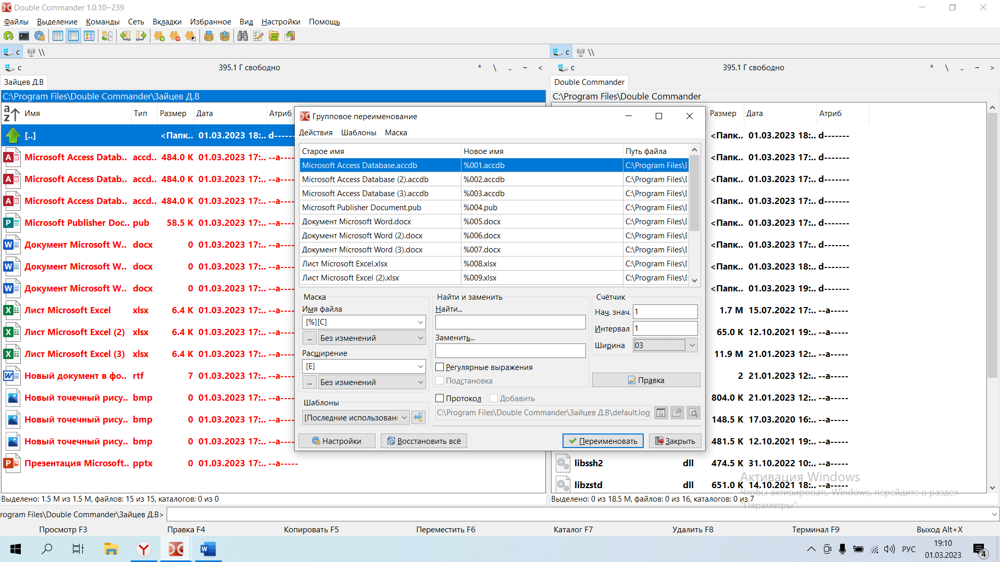 Double Commander 1.0.10~239
Файлы Выделение Команды Сеть Вкладки Избранное Вид Настройки Помощь
c \\ c \\
c 395.1 Г свободно * \ .. ~ < c 395.1 Г свободно * \ .. ~ >
Зайцев Д.В Double Commander
C:\Program Files\Double Commander\Зайцев Д.В C:\Program Files\Double Commander
Имя Тип Размер Дата Атриб Размер Дата Атриб
[..] <Папк.. 01.03.2023 18:.. d------ <Папк.. 01.03.2023 18:.. d-------
Microsoft Access Datab.. accd.. 484.0 K 01.03.2023 17:.. --a---- <Папк.. 01.03.2023 17:.. d-------
Microsoft Access Datab.. accd.. 484.0 K 01.03.2023 17:.. --a---- <Папк.. 01.03.2023 17:.. d-------
Microsoft Access Datab.. accd.. 484.0 K 01.03.2023 17:.. --a---- <Папк.. 01.03.2023 17:.. d-------
Microsoft Publisher Doc.. pub 58.5 K 01.03.2023 17:.. --a---- <Папк.. 01.03.2023 17:.. d-------
Документ Microsoft W.. docx 0 01.03.2023 17:.. --a---- <Папк.. 01.03.2023 17:.. d-------
Документ Microsoft W.. docx 0 01.03.2023 17:.. --a---- <Папк.. 01.03.2023 18:.. d-------
Документ Microsoft W.. docx 0 01.03.2023 17:.. --a---- <Папк.. 01.03.2023 19:.. d-------
Лист Microsoft Excel xlsx 6.4 K 01.03.2023 17:.. --a---- 1.7 M 15.07.2022 17:.. --a-----
Лист Microsoft Excel (2) xlsx 6.4 K 01.03.2023 17:.. --a---- 65.0 K 12.10.2021 19:.. --a-----
Лист Microsoft Excel (3) xlsx 6.4 K 01.03.2023 17:.. --a---- 11.9 M 21.01.2023 12:.. --a-----
Новый документ в фо.. rtf 7 01.03.2023 17:.. --a---- 2 21.01.2023 12:.. --a-----
Новый точечный рису.. bmp 0 01.03.2023 17:.. --a---- 804.0 K 21.01.2023 12:.. --a-----
Новый точечный рису.. bmp 0 01.03.2023 17:.. --a---- 148.5 K 17.03.2020 16:.. --a-----
Новый точечный рису.. bmp 0 01.03.2023 17:.. --a---- 481.5 K 12.10.2021 19:.. --a-----
Презентация Microsoft.. pptx 0 01.03.2023 17:.. --a----- libssh2 dll 474.5 K 31.10.2022 10:.. --a-----
libzstd dll 651.0 K 14.10.2021 18:.. --a-----
Групповое переименование
Действия Шаблоны Маска
Старое имя Новое имя Путь файла
Microsoft Access Database.accdb %001.accdb C:\Program Files\
Microsoft Access Database (2).accdb %002.accdb C:\Program Files\
Microsoft Access Database (3).accdb %003.accdb C:\Program Files\
Microsoft Publisher Document.pub %004.pub C:\Program Files\
Документ Microsoft Word.docx %005.docx C:\Program Files\
Документ Microsoft Word (2).docx %006.docx C:\Program Files\
Документ Microsoft Word (3).docx %007.docx C:\Program Files\
Лист Microsoft Excel.xlsx %008.xlsx C:\Program Files\
Лист Microsoft Excel (2).xlsx %009.xlsx C:\Program Files\
Маска
Имя файла
[%][C]
... Без изменений
Расширение
[E]
... Без изменений
Шаблоны
[Последние использован
Найти и заменить
Найти...
Заменить...
Регулярные выражения
Подстановка
Протокол Добавить
C:\Program Files\Double Commander\Зайцев Д.В\default.log
Счётчик
Нач. знач. 1
Интервал 1
Ширина 03
Правка
Настройки Восстановить всё Переименовать Закрыть
Активация Windows
Чтобы активировать Windows, перейдите в раздел
"Параметры".
Выделено: 1.5 M из 1.5 M, файлов: 15 из 15, каталогов: 0 из 0 Выделено: 0 из 18.5 M, файлов: 0 из 16, каталогов: 0 из 7
rogram Files\Double Commander\Зайцев Д.В>
Просмотр F3 Правка F4 Копировать F5 Переместить F6 Каталог F7 Удалить F8 Терминал F9 Выход Alt+X
РУС 19:10
01.03.2023
4